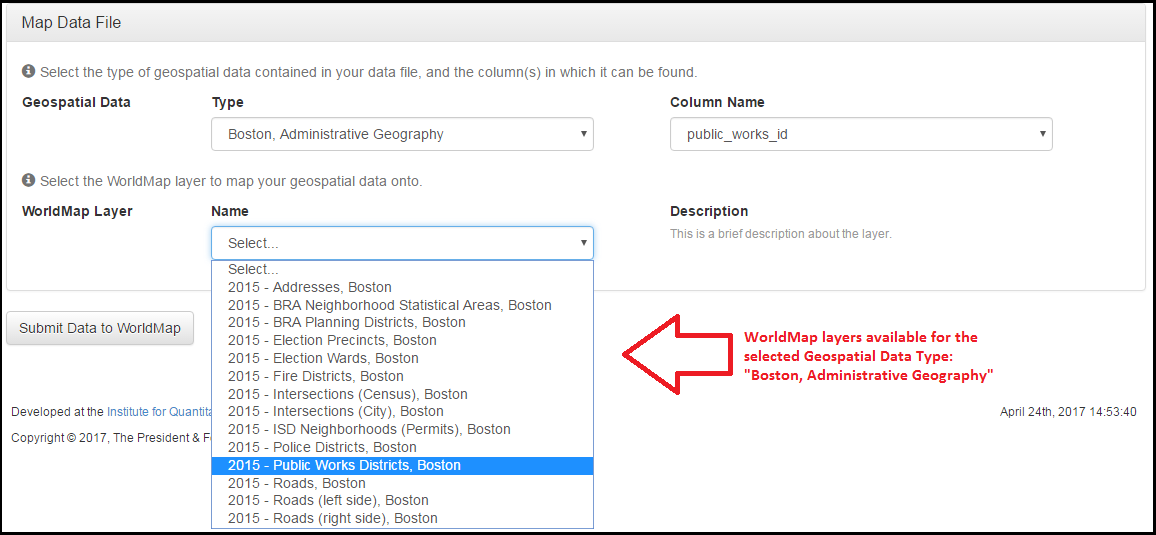 Map Data File
Select the type of geospatial data contained in your data file, and the column(s) in which it can be found.
Geospatial Data
Type
Column Name
Boston, Administrative Geography
public_works_id
Select the WorldMap layer to map your geospatial data onto.
WorldMap Layer
Name
Description
Select...
This is a brief description about the layer.
Select...
2015 - Addresses, Boston
2015 - BRA Neighborhood Statistical Areas, Boston
2015 - BRA Planning Districts, Boston
2015 - Election Precincts, Boston
2015 - Election Wards, Boston
2015 - Fire Districts, Boston
2015 - Intersections (Census), Boston
2015 - Intersections (City), Boston
2015 - ISD Neighborhoods (Permits), Boston
2015 - Police Districts, Boston
2015 - Public Works Districts, Boston
2015 - Roads, Boston
2015 - Roads (left side), Boston
2015 - Roads (right side), Boston
Submit Data to WorldMap
WorldMap layers available for the
selected Geospatial Data Type:
"Boston, Administrative Geography"
Developed at the Institute for Quantita
April 24th, 2017 14:53:40
Copyright © 2017, The President & F